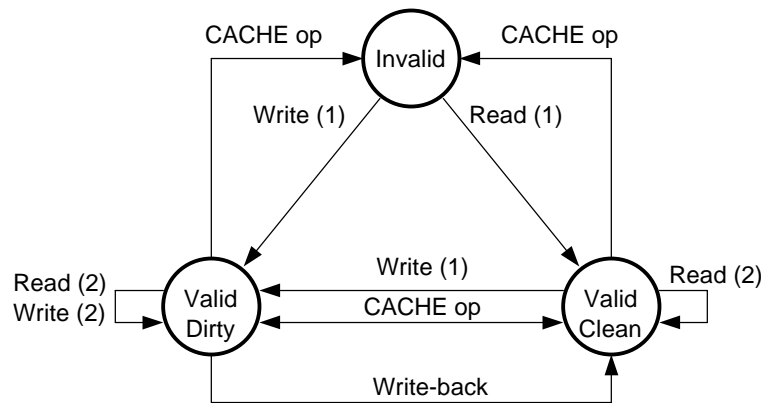 CACHE op
CACHE op
Invalid
Write (1)
Read (1)
Write (1)
Read (2)
Read (2)
Write (2)
Valid
Dirty
CACHE op
Valid
Clean
Write-back